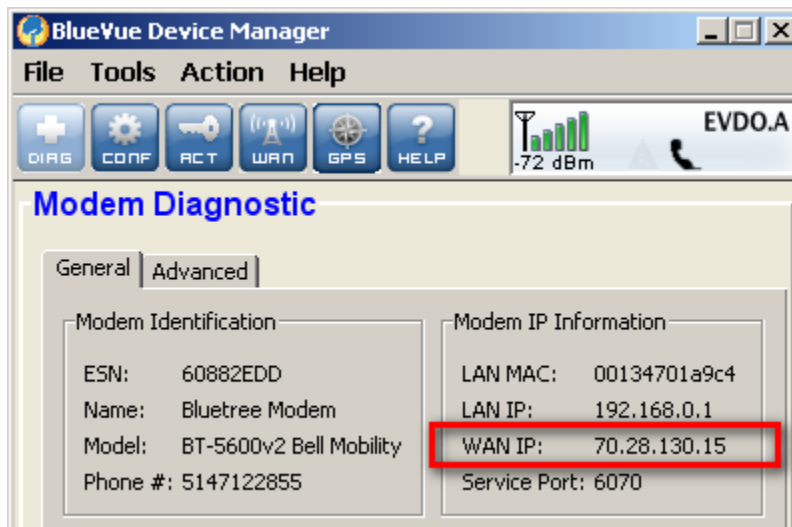 BlueVue Device Manager
File Tools Action Help
DIAG CONF ACT WAN GPS HELP
-72 dBm
EVDO.A
Modem Diagnostic
General Advanced
Modem Identification
ESN: 60882EDD
Name: Bluetree Modem
Model: BT-5600v2 Bell Mobility
Phone #: 5147122855
Modem IP Information
LAN MAC: 00134701a9c4
LAN IP: 192.168.0.1
WAN IP: 70.28.130.15
Service Port: 6070